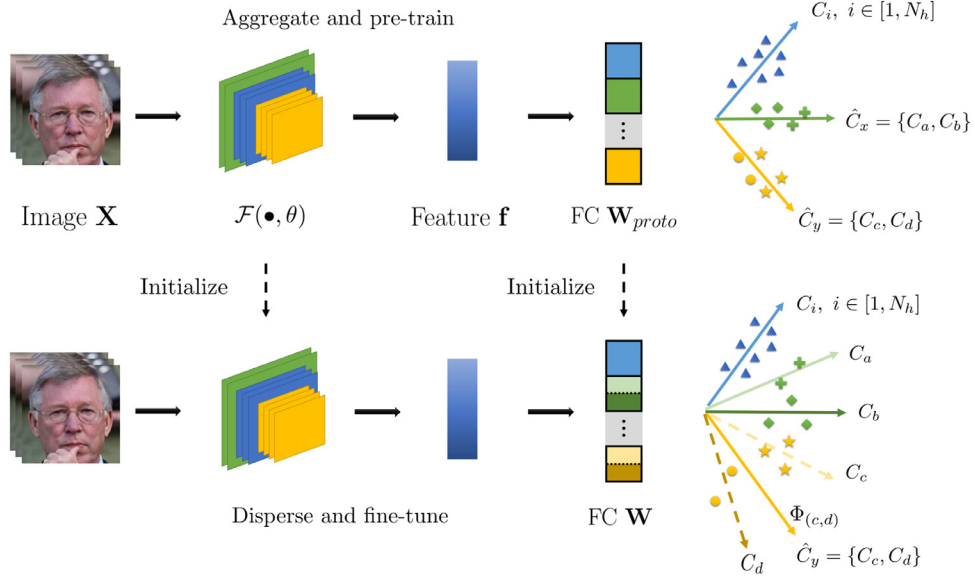 Aggregate and pre-train
C_i, i ∈ [1, N_h]
Ĉ_x = {C_a, C_b}
Image X
F(•, θ)
Feature f
FC W_proto
Ĉ_y = {C_c, C_d}
Initialize
Initialize
C_i, i ∈ [1, N_h]
C_a
C_b
C_c
Disperse and fine-tune
FC W
Φ_(c,d)
C_d
Ĉ_y = {C_c, C_d}